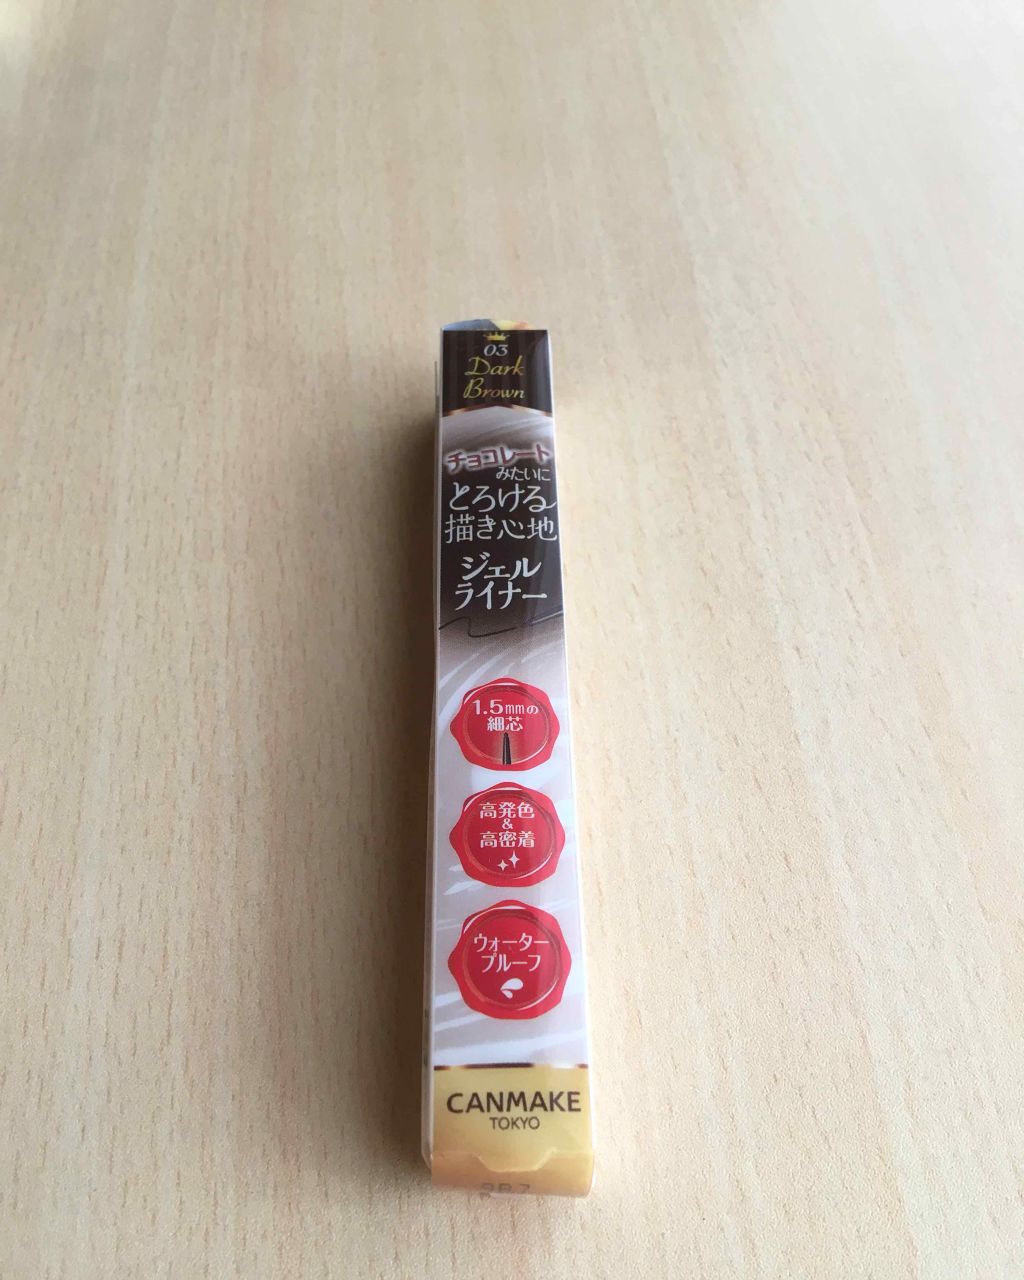 03
Dark
Brown
チョコレート
みたいに
とろける
描き心地
ジェル
ライナー
1.5mmの
細芯
高発色
&
高密着
ウォーター
プルーフ
CANMAKE
TOKYO